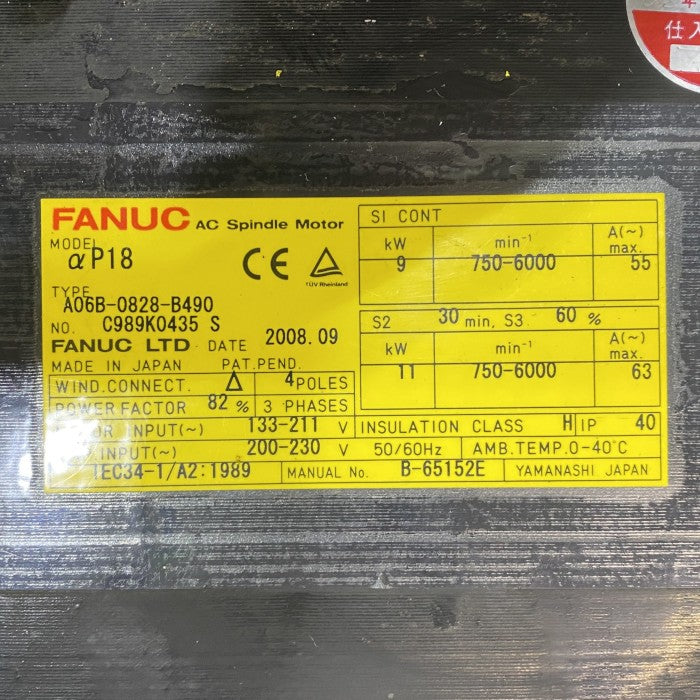 仕入
FANUC AC Spindle Motor
MODEL αP18
CE TÜV Rheinland
TYPE A06B-0828-B490
NO. C989K0435 S
FANUC LTD DATE 2008.09
MADE IN JAPAN PAT.PEND.
WIND.CONNECT. Δ 4 POLES
POWER FACTOR 82 % 3 PHASES
S1 CONT
kW min⁻¹ A(~) max.
9 750-6000 55
S2 30 min, S3 60 %
kW min⁻¹ A(~) max.
11 750-6000 63
INPUT(~) 133-211 V INSULATION CLASS H IP 40
INPUT(~) 200-230 V 50/60Hz AMB.TEMP.0-40°C
IEC34-1/A2:1989 MANUAL No. B-65152E YAMANASHI JAPAN